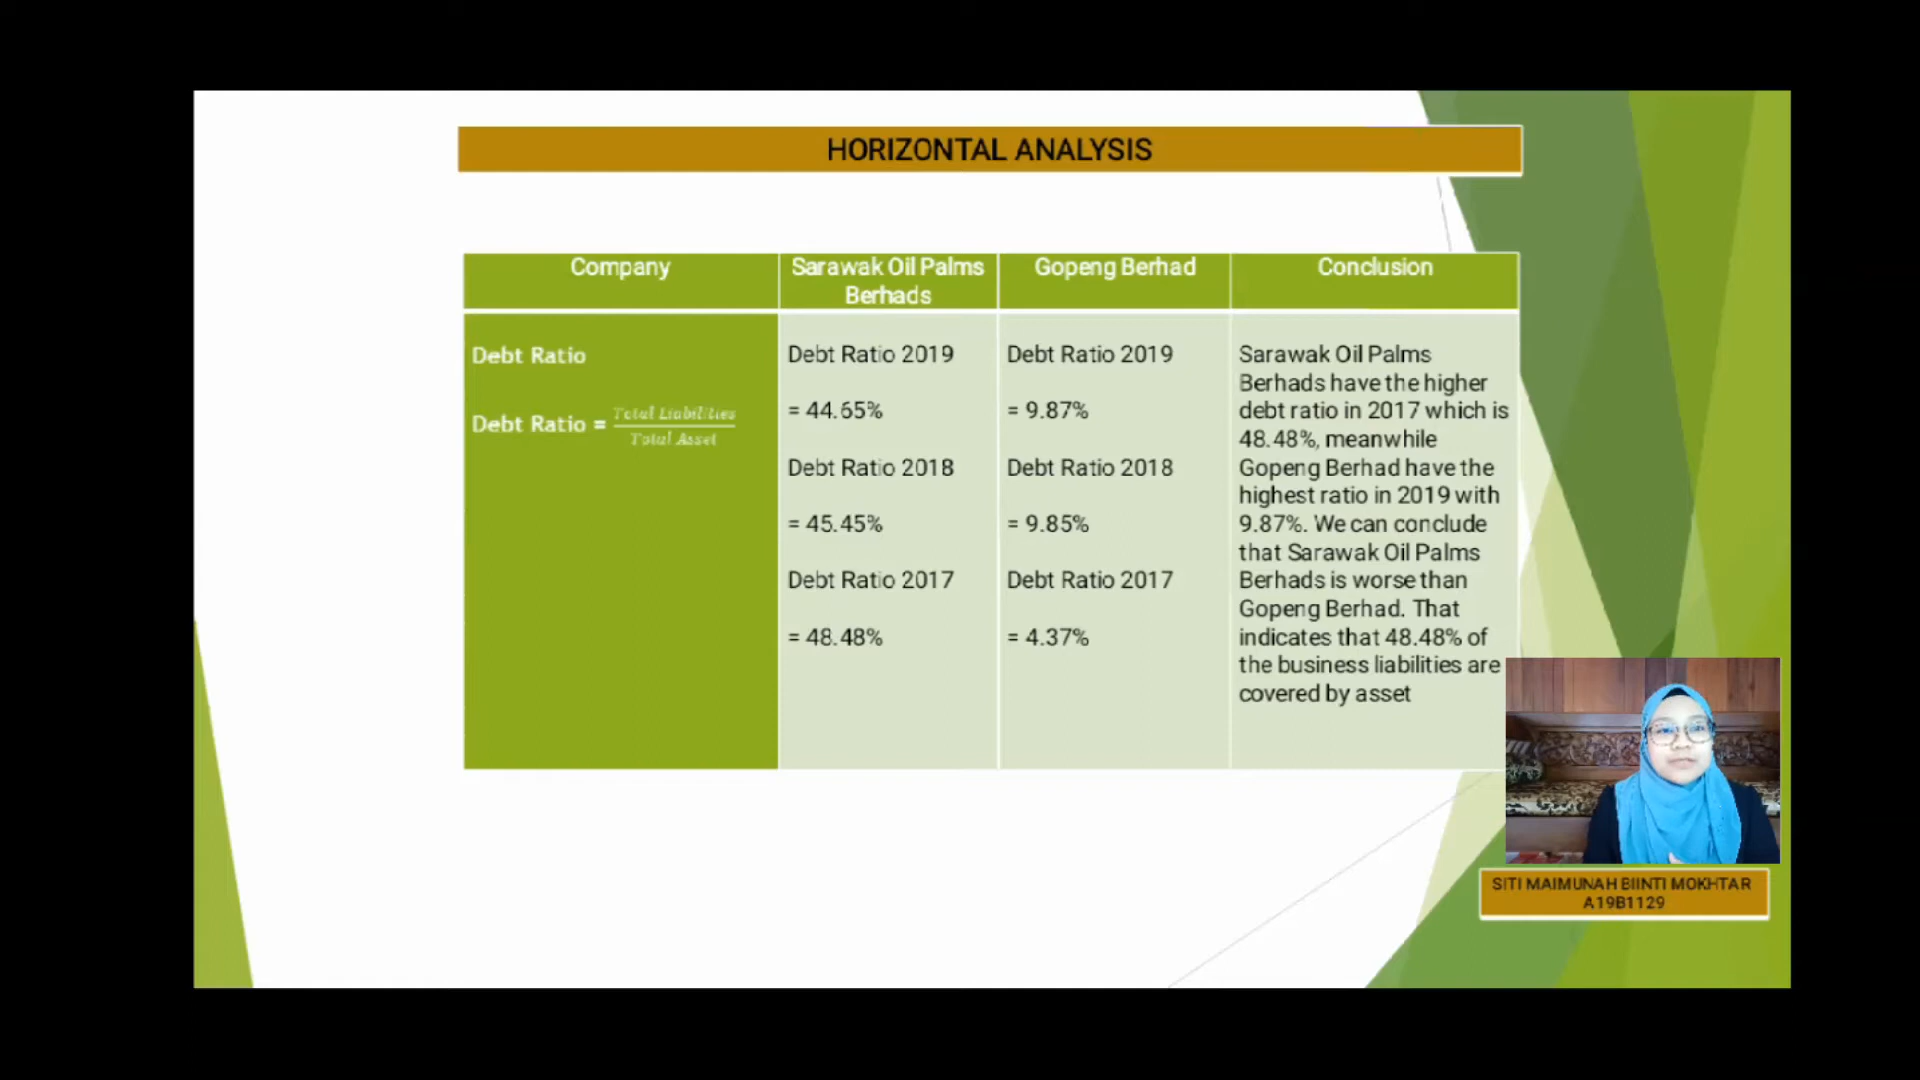 HORIZONTAL ANALYSIS
Company
Sarawak Oil Palms
Berhads
Gopeng Berhad
Conclusion
Debt Ratio
Debt Ratio = Total Liabilities
Total Asset
Debt Ratio 2019
= 44.65%
Debt Ratio 2018
= 45.45%
Debt Ratio 2017
= 48.48%
Debt Ratio 2019
= 9.87%
Debt Ratio 2018
= 9.85%
Debt Ratio 2017
= 4.37%
Sarawak Oil Palms
Berhads have the higher
debt ratio in 2017 which is
48.48%, meanwhile
Gopeng Berhad have the
highest ratio in 2019 with
9.87%. We can conclude
that Sarawak Oil Palms
Berhads is worse than
Gopeng Berhad. That
indicates that 48.48% of
the business liabilities are
covered by asset
SITI MAIMUNAH BIINTI MOKHTAR
A19B1129